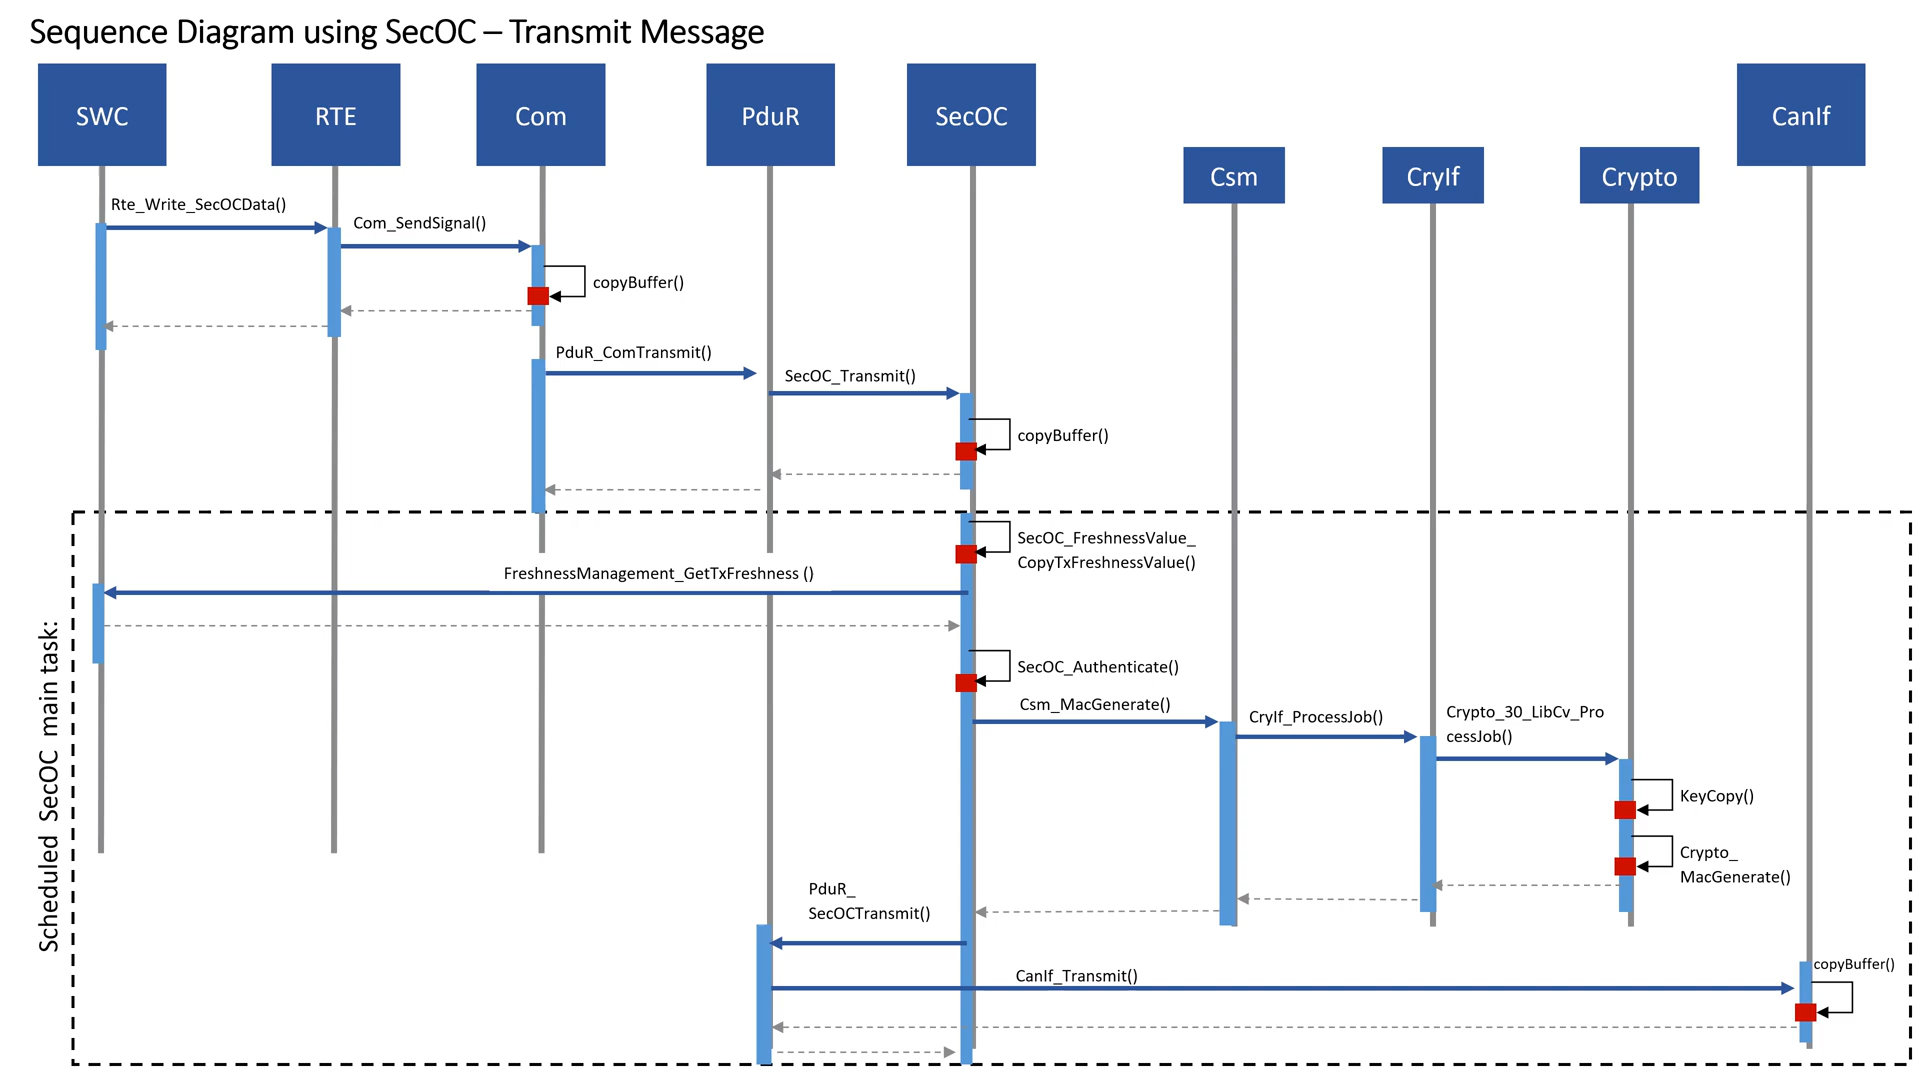 Sequence Diagram using SecOC – Transmit Message
SWC
RTE
Com
PduR
SecOC
CanIf
Csm
CryIf
Crypto
Rte_Write_SecOCData()
Com_SendSignal()
copyBuffer()
PduR_ComTransmit()
SecOC_Transmit()
copyBuffer()
SecOC_FreshnessValue_
CopyTxFreshnessValue()
FreshnessManagement_GetTxFreshness ()
Scheduled SecOC main task:
SecOC_Authenticate()
Csm_MacGenerate()
CryIf_ProcessJob()
Crypto_30_LibCv_Pro
cessJob()
KeyCopy()
Crypto_
MacGenerate()
PduR_
SecOCTransmit()
CanIf_Transmit()
copyBuffer()